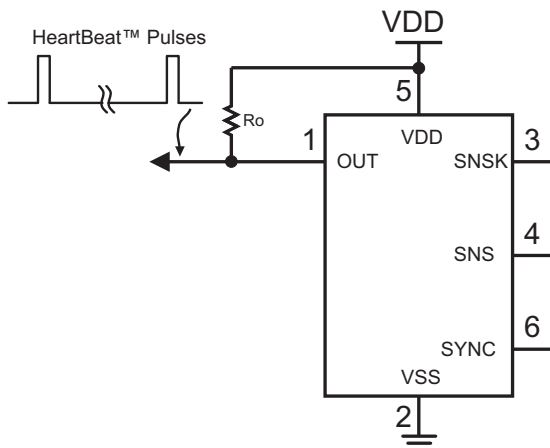 HeartBeat™ Pulses
VDD
5
Ro
1
VDD
3
OUT
SNSK
4
SNS
6
SYNC
VSS
2